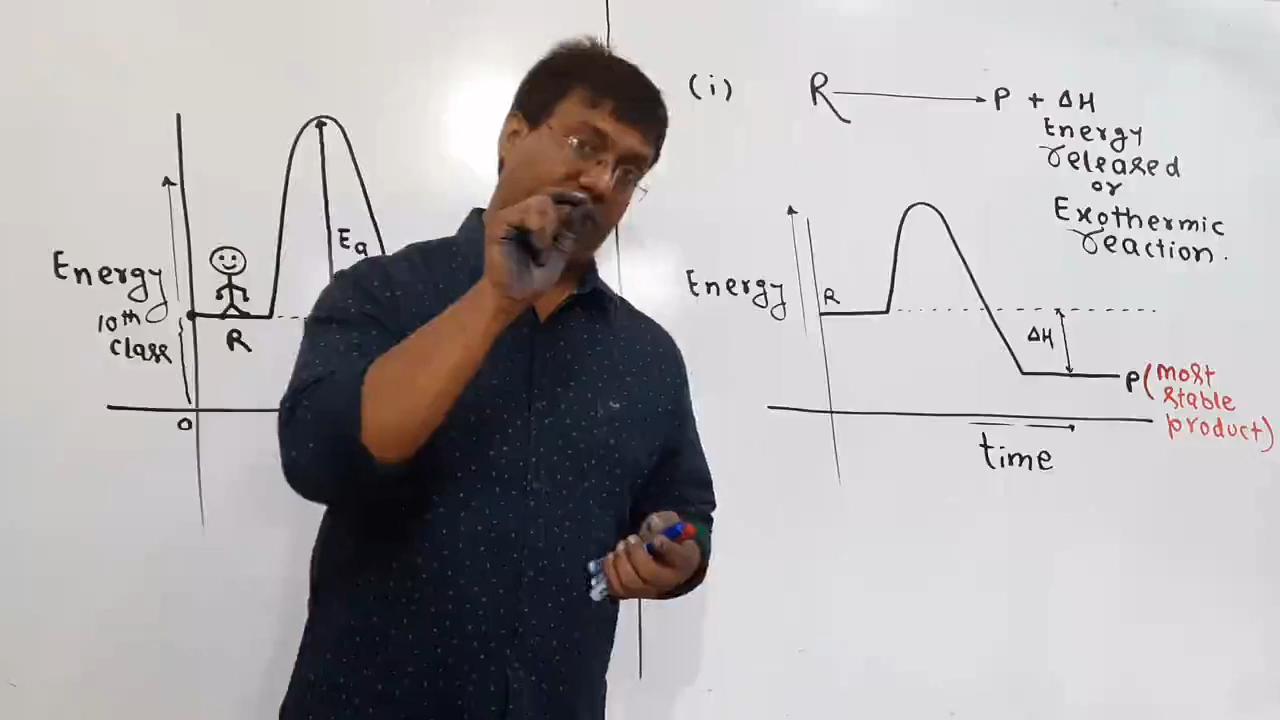 Energy
10th
class
R
Ea
0
(i) R → P + ΔH
Energy
released
or
Exothermic
reaction.
Energy
R
ΔH
P (most
stable
product)
time